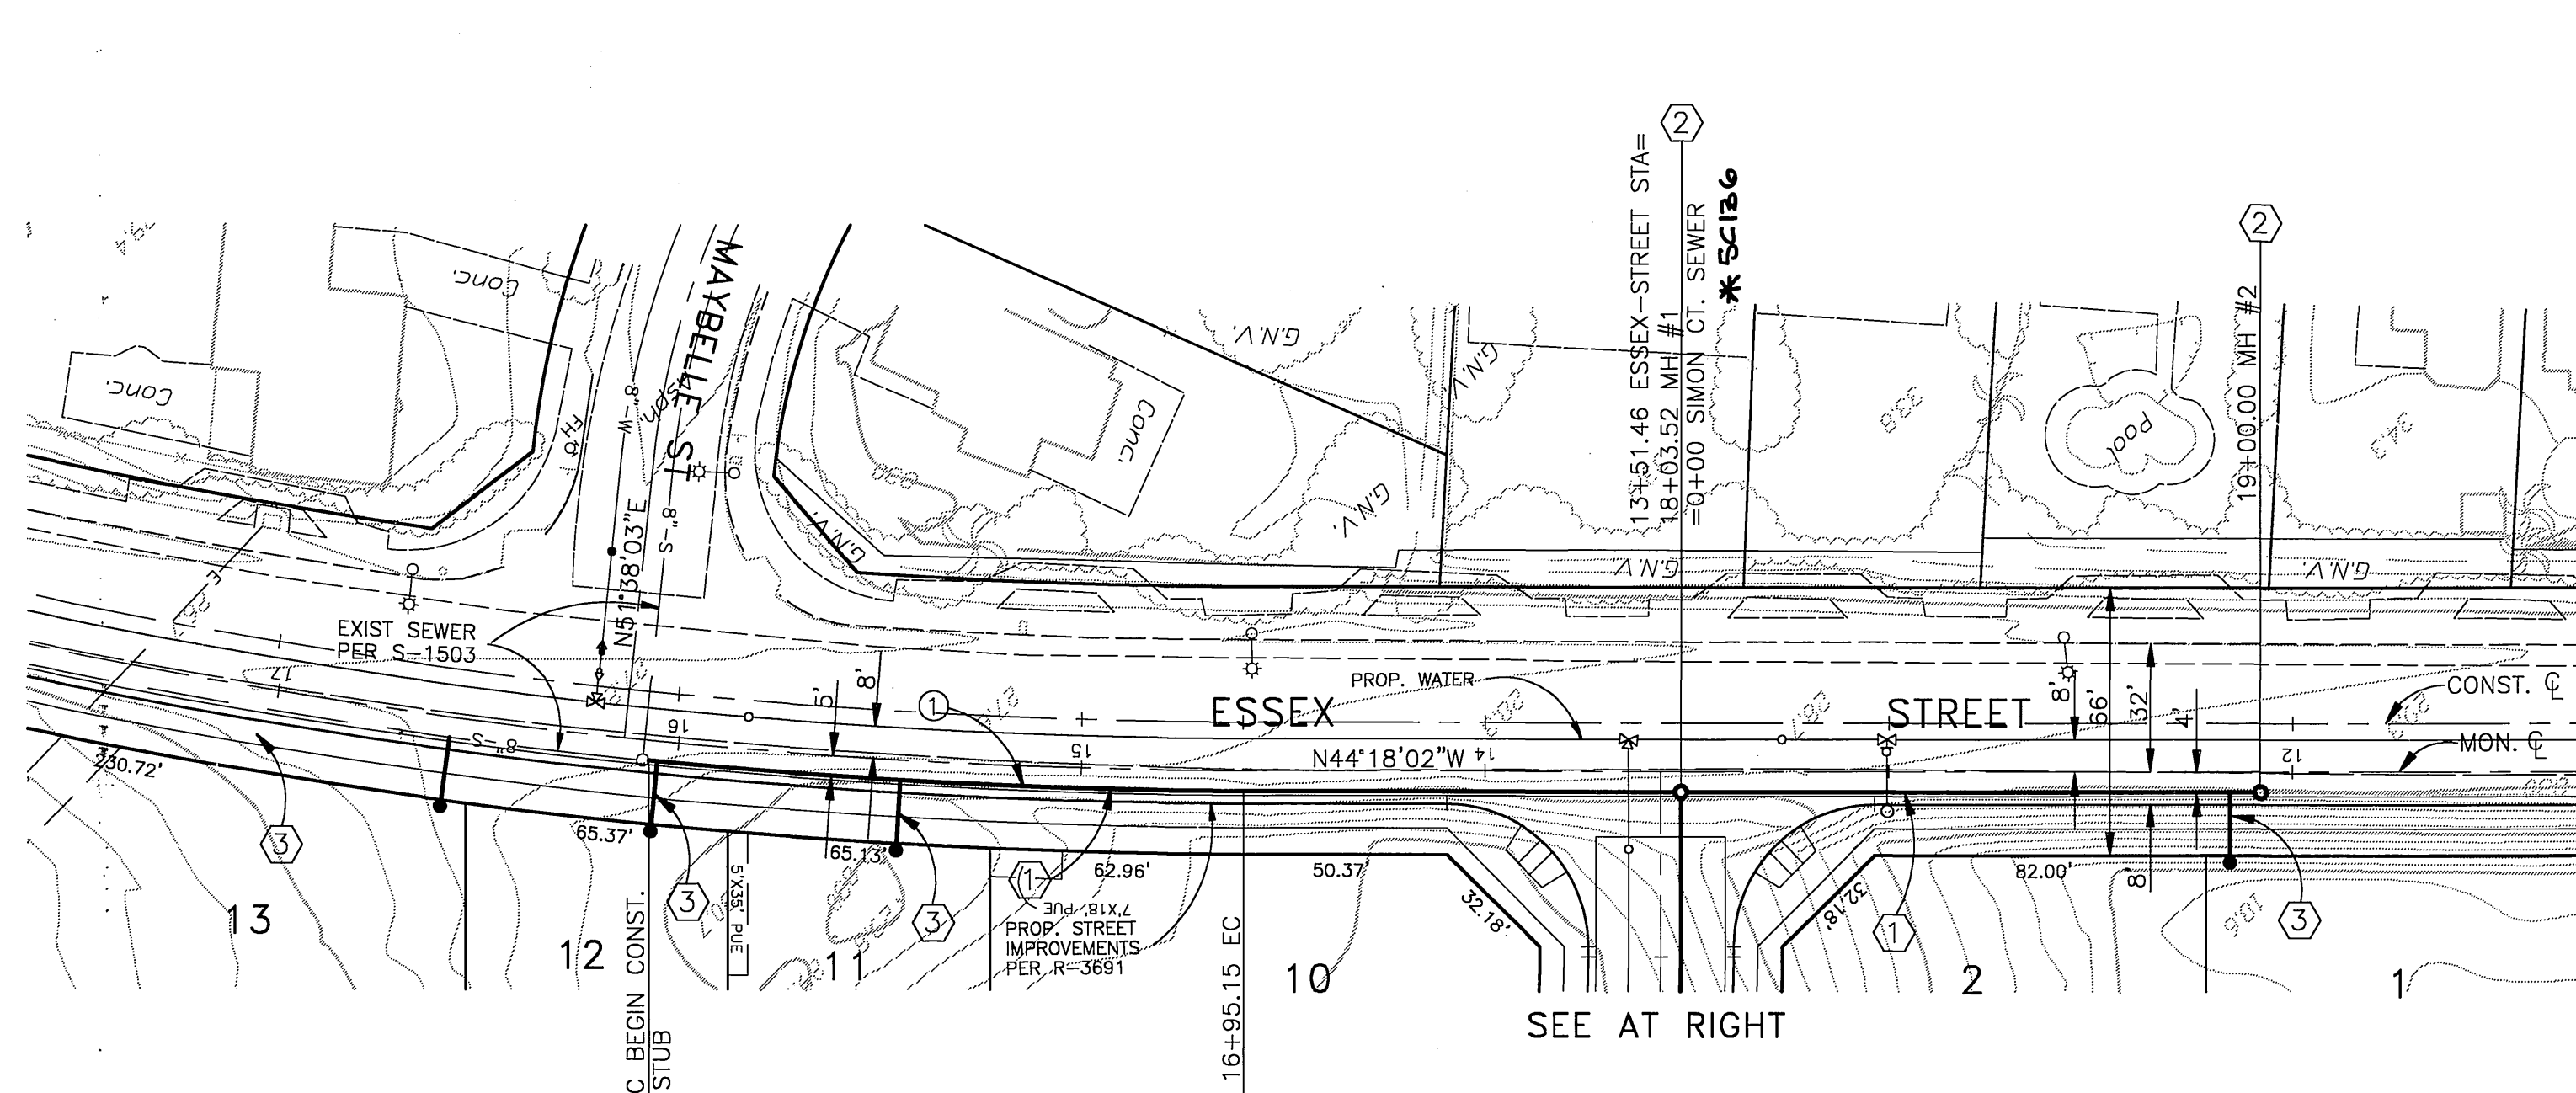 2
13+51.46 ESSEX-STREET STA=
18+03.52 MH #1
=0+00 SIMON CT. SEWER
*5C136
2
19+00.00 MH #2
Conc.
Conc.
Conc.
MAYBELLE ST
8"-W
8"-S
FH
N51°38'03"E
G.N.V.
G.N.V.
G.N.V.
G.N.V.
G.N.V.
G.N.V.
338
Pool
343
EXIST SEWER
PER S-1503
17
16
15
14
12
8"-S
5'
8'
1
PROP. WATER
ESSEX STREET
N44°18'02"W
8'
66'
32'
4'
8'
CONST. ℄
MON. ℄
230.72'
65.37'
65.13'
62.96'
50.37'
32.18'
32.18'
82.00'
3
3
3
1
1
3
5'X35' PUE
7'X18' PUE
PROP. STREET
IMPROVEMENTS
PER R-3691
13
12
11
10
2
1
106
C BEGIN CONST.
STUB
16+95.15 EC
SEE AT RIGHT